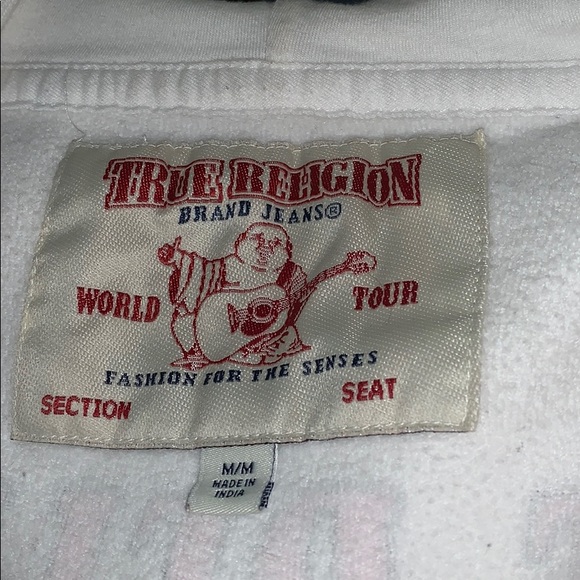 TRUE RELIGION
BRAND JEANS®
WORLD TOUR
FASHION FOR THE SENSES
SECTION SEAT
M/M
MADE IN
INDIA